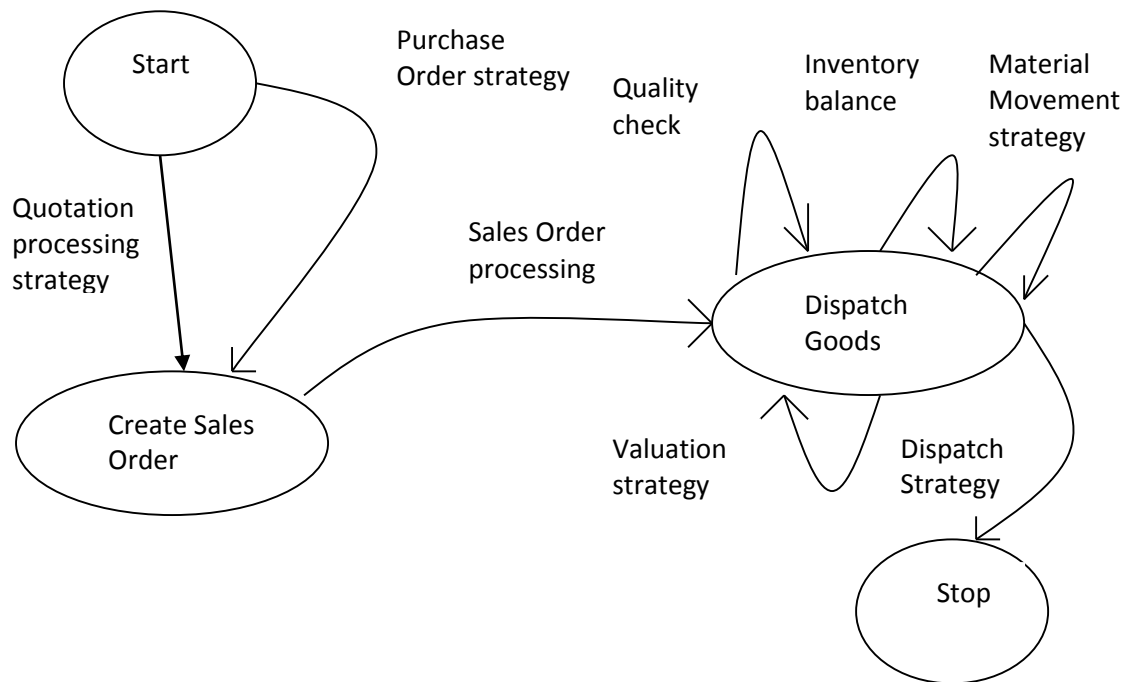 Start
Purchase
Order strategy
Quality
check
Inventory
balance
Material
Movement
strategy
Quotation
processing
strategy
Sales Order
processing
Dispatch
Goods
Create Sales
Order
Valuation
strategy
Dispatch
Strategy
Stop